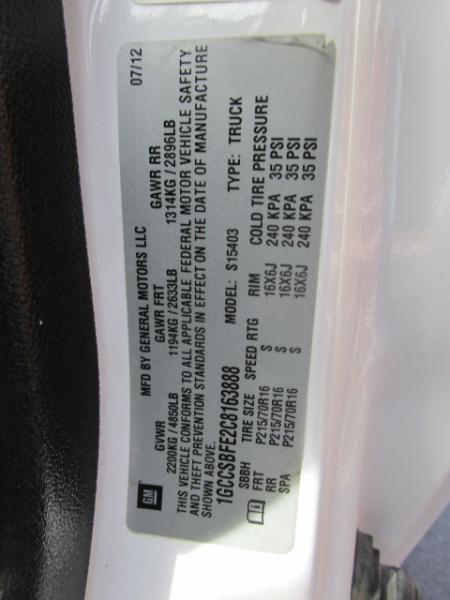 GM
MFD BY GENERAL MOTORS LLC 07/12
GVWR GAWR FRT GAWR RR
2200KG / 4850LB 1194KG / 2633LB 1314KG / 2896LB
THIS VEHICLE CONFORMS TO ALL APPLICABLE FEDERAL MOTOR VEHICLE SAFETY
AND THEFT PREVENTION STANDARDS IN EFFECT ON THE DATE OF MANUFACTURE
SHOWN ABOVE.
1GCCSBFE2C8163888 MODEL: S15403 TYPE: TRUCK
SBBH TIRE SIZE SPEED RTG RIM COLD TIRE PRESSURE
FRT P215/70R16 S 16X6J 240 KPA 35 PSI
RR P215/70R16 S 16X6J 240 KPA 35 PSI
SPA P215/70R16 S 16X6J 240 KPA 35 PSI